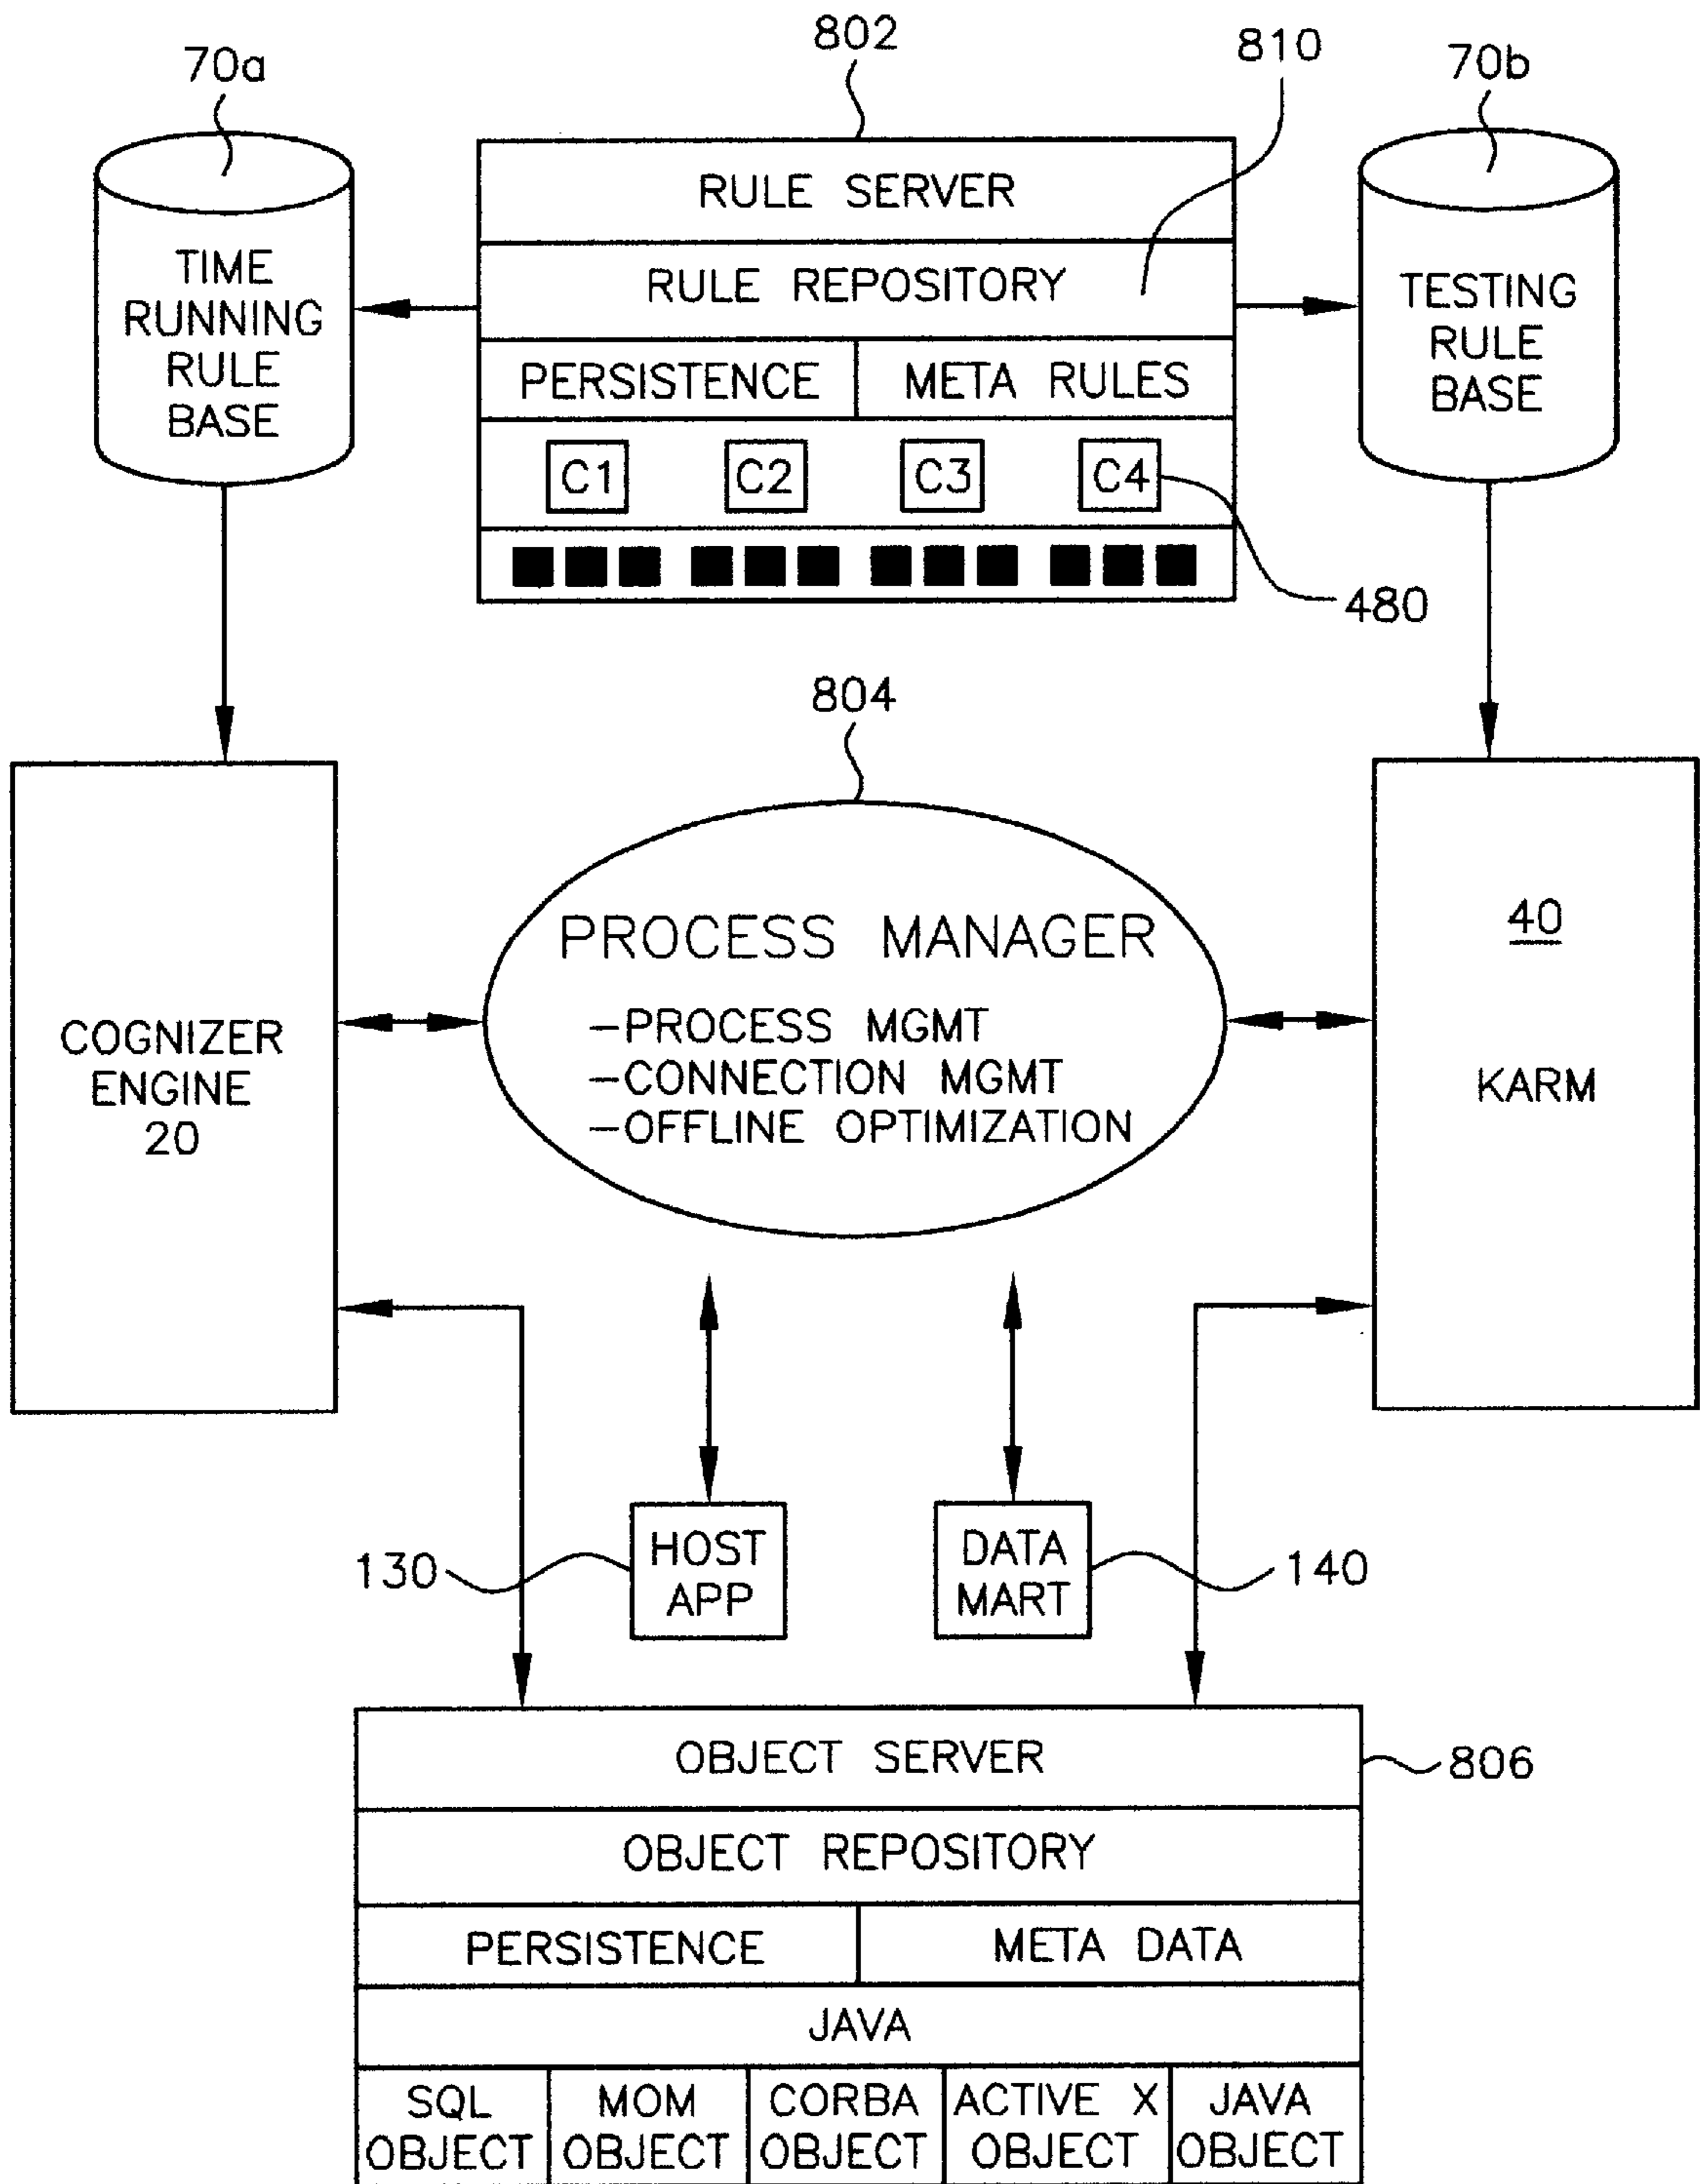 802
810
70a
70b
RULE SERVER
RULE REPOSITORY
PERSISTENCE
META RULES
C1
C2
C3
C4
480
TIME
RUNNING
RULE
BASE
TESTING
RULE
BASE
804
PROCESS MANAGER
-PROCESS MGMT
-CONNECTION MGMT
-OFFLINE OPTIMIZATION
COGNIZER
ENGINE
20
40
KARM
HOST
APP
130
DATA
MART
140
OBJECT SERVER
806
OBJECT REPOSITORY
PERSISTENCE
META DATA
JAVA
SQL
OBJECT
MOM
OBJECT
CORBA
OBJECT
ACTIVE X
OBJECT
JAVA
OBJECT